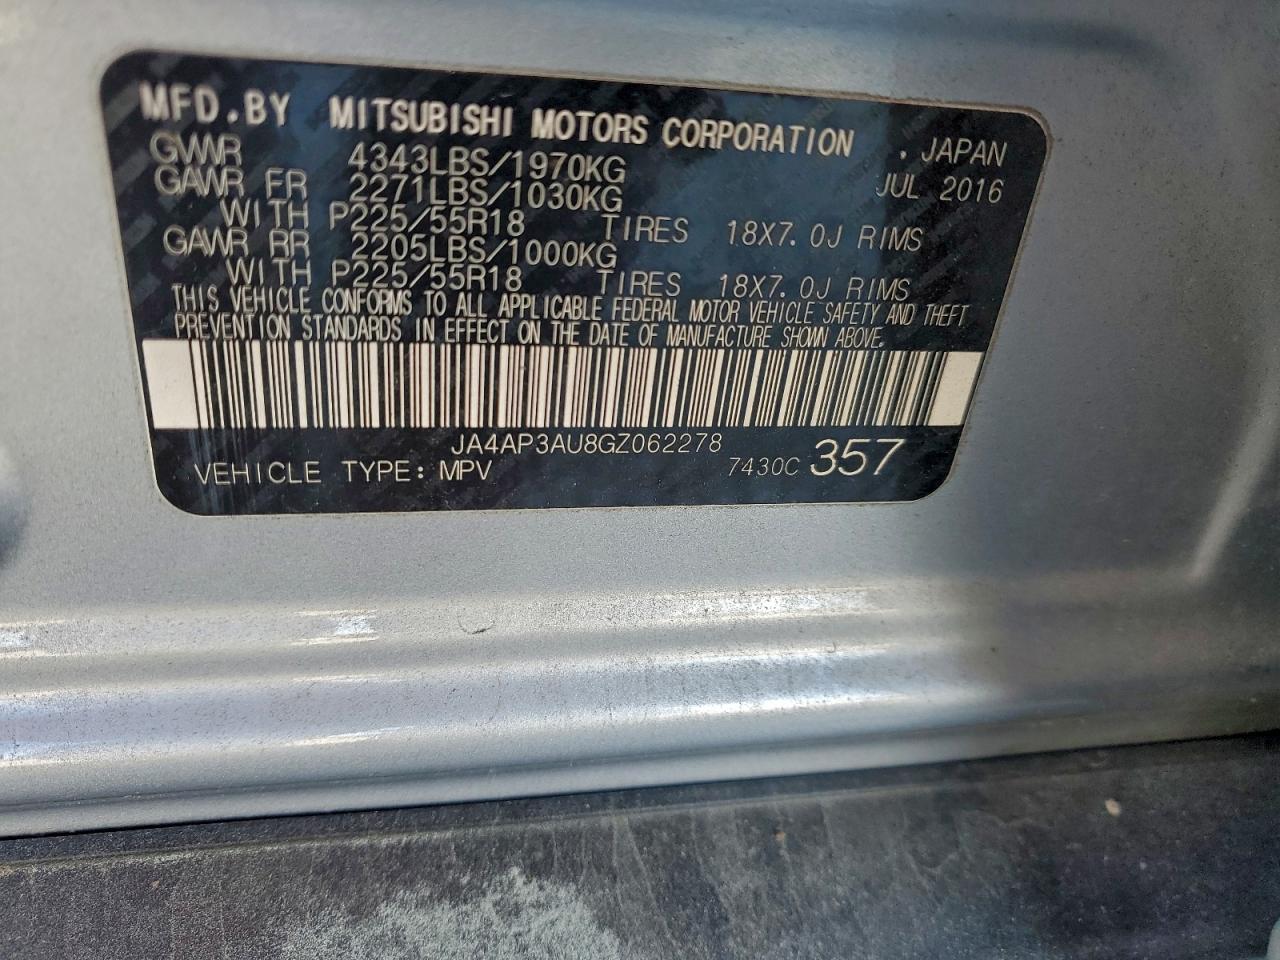 MFD.BY MITSUBISHI MOTORS CORPORATION , JAPAN
GVWR 4343LBS/1970KG JUL 2016
GAWR FR 2271LBS/1030KG
WITH P225/55R18 TIRES 18X7.0J RIMS
GAWR RR 2205LBS/1000KG
WITH P225/55R18 TIRES 18X7.0J RIMS
THIS VEHICLE CONFORMS TO ALL APPLICABLE FEDERAL MOTOR VEHICLE SAFETY AND THEFT
PREVENTION STANDARDS IN EFFECT ON THE DATE OF MANUFACTURE SHOWN ABOVE.
JA4AP3AU8GZ062278
VEHICLE TYPE: MPV 7430C 357